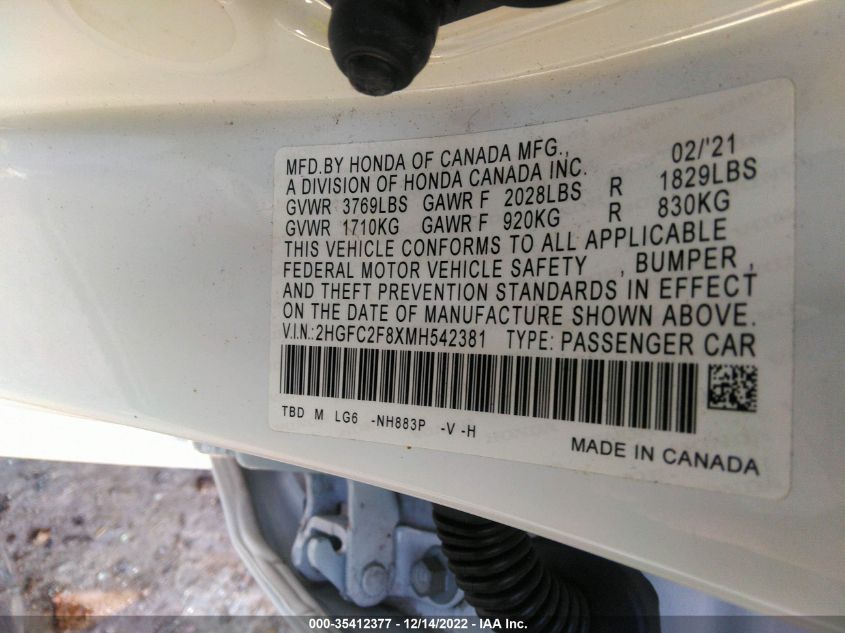 MFD.BY HONDA OF CANADA MFG., 02/'21
A DIVISION OF HONDA CANADA INC.
GVWR 3769LBS GAWR F 2028LBS R 1829LBS
GVWR 1710KG GAWR F 920KG R 830KG
THIS VEHICLE CONFORMS TO ALL APPLICABLE
FEDERAL MOTOR VEHICLE SAFETY , BUMPER ,
AND THEFT PREVENTION STANDARDS IN EFFECT
ON THE DATE OF MANUFACTURE SHOWN ABOVE.
V.I.N.:2HGFC2F8XMH542381 TYPE: PASSENGER CAR
TBD M LG6 -NH883P -V -H
MADE IN CANADA
000-35412377 - 12/14/2022 - IAA Inc.